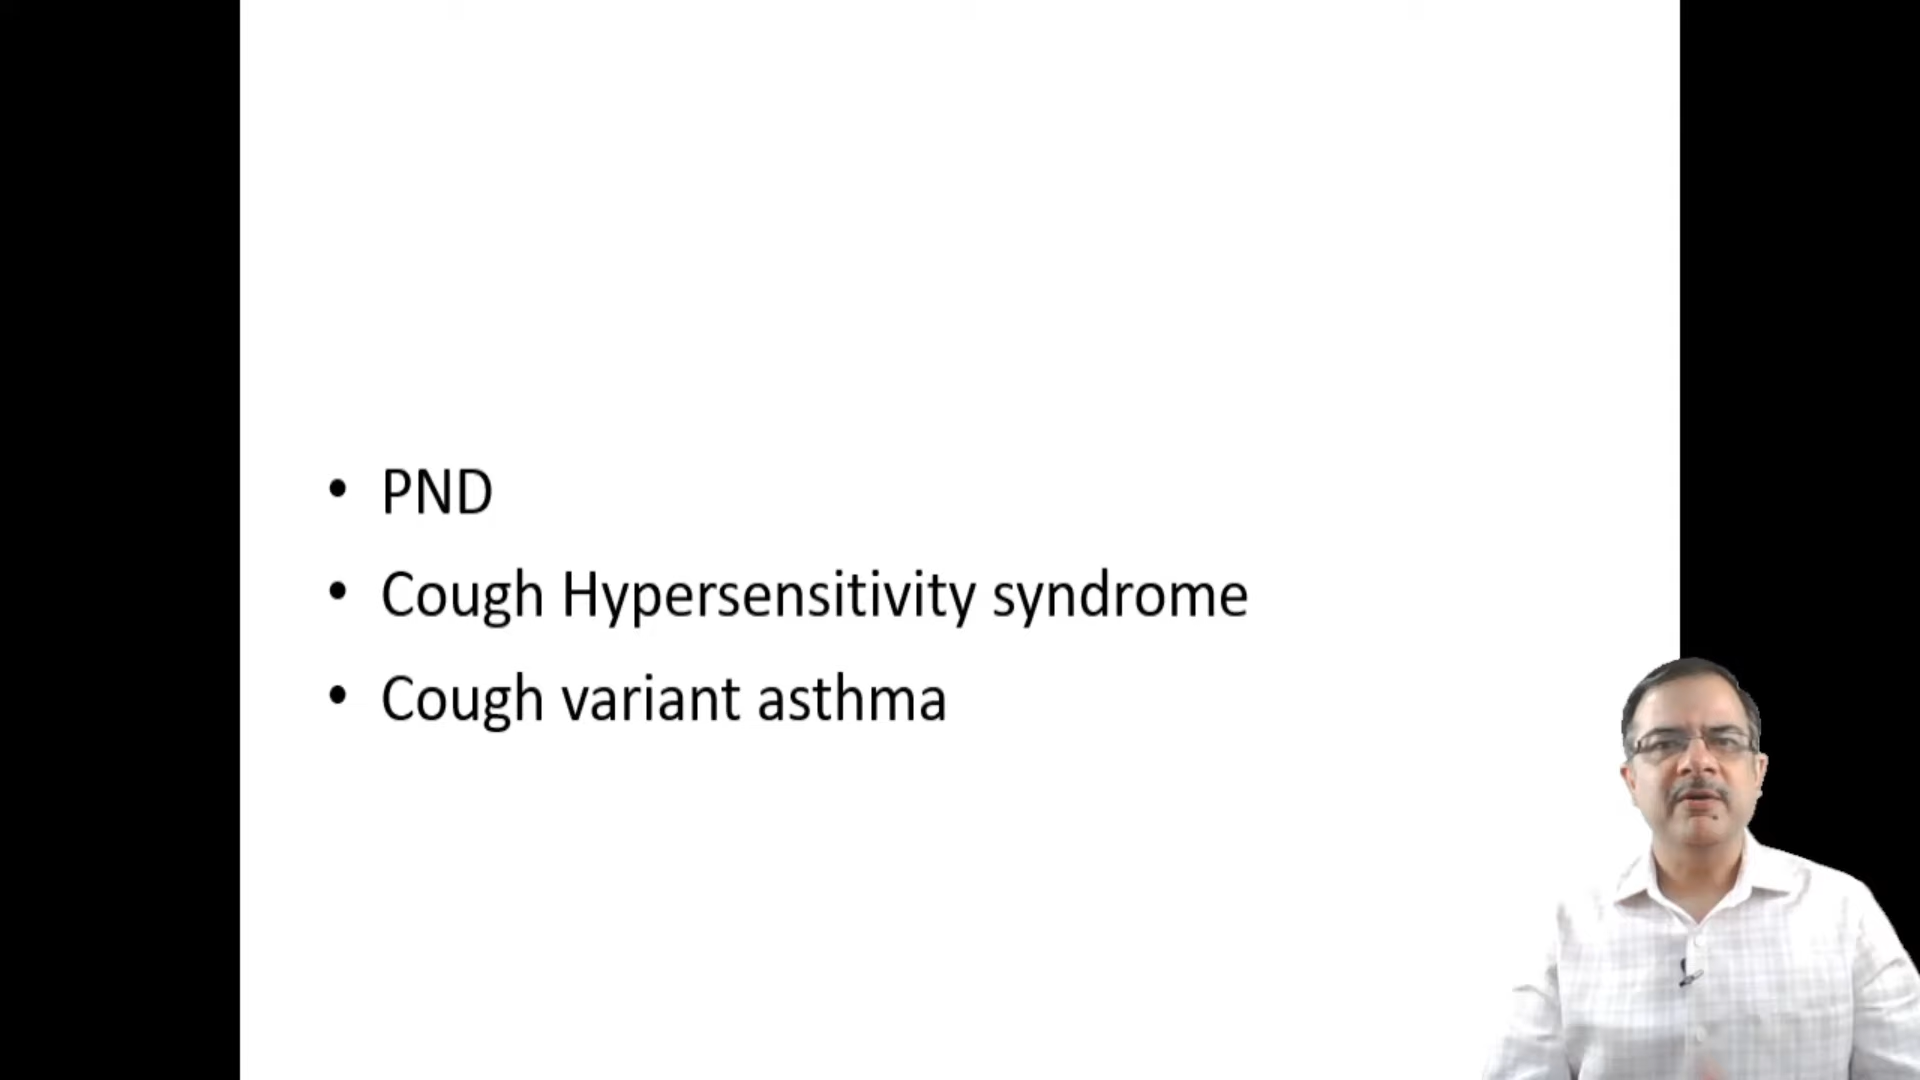 • PND
• Cough Hypersensitivity syndrome
• Cough variant asthma